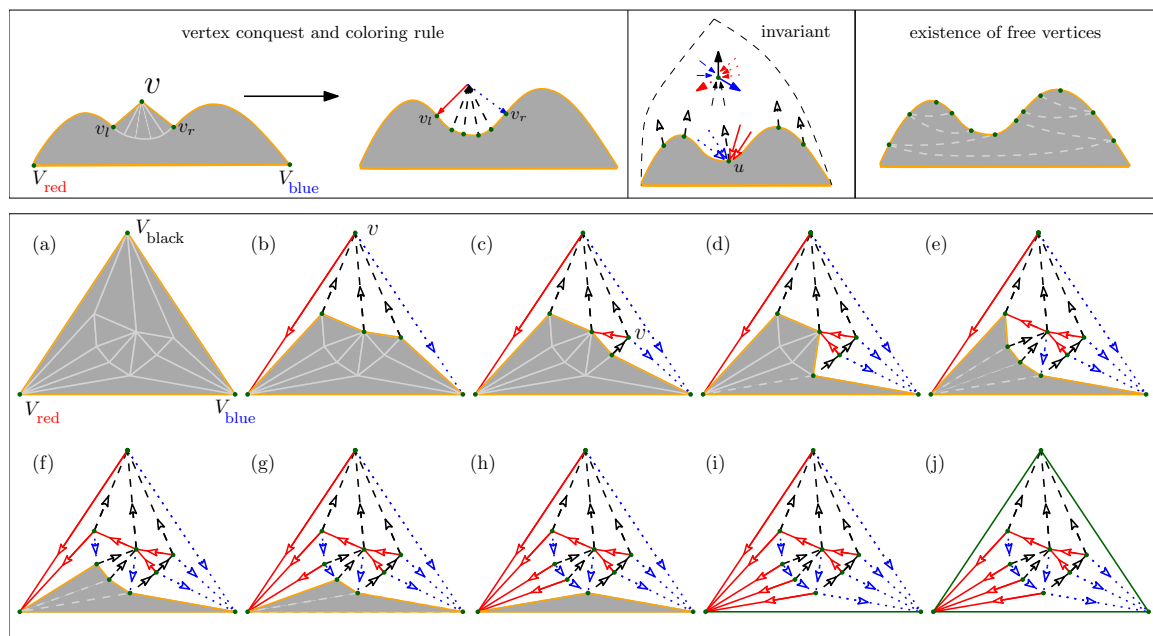 vertex conquest and coloring rule
invariant
existence of free vertices
v
v_l
v_r
v_l
v_r
V_red
V_blue
u
(a)
V_black
(b)
v
(c)
(d)
(e)
v
V_red
V_blue
(f)
(g)
(h)
(i)
(j)